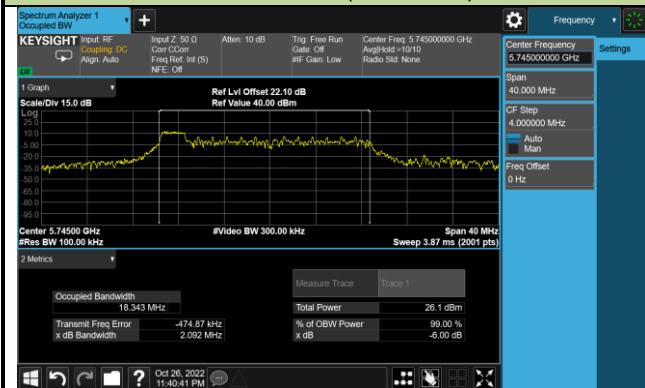 Spectrum Analyzer 1
Occupied BW
+
Frequency
KEYSIGHT
Input: RF
Coupling: DC
Align: Auto
Input Z: 50 Ω
Corr CCorr
Freq Ref: Int (S)
NFE: Off
Atten: 10 dB
Trig: Free Run
Gate: Off
#IF Gain: Low
Center Freq: 5.745000000 GHz
Avg|Hold:>10/10
Radio Std: None
Center Frequency
5.745000000 GHz
Settings
Span
40.000 MHz
CF Step
4.000000 MHz
Auto
Man
Freq Offset
0 Hz
1 Graph
Scale/Div 15.0 dB
Ref Lvl Offset 22.10 dB
Ref Value 40.00 dBm
Log
25.0
10.0
-5.00
-20.0
-35.0
-50.0
-65.0
-80.0
-95.0
Center 5.74500 GHz
#Res BW 100.00 kHz
#Video BW 300.00 kHz
Span 40 MHz
Sweep 3.87 ms (2001 pts)
2 Metrics
Measure Trace
Trace 1
Occupied Bandwidth
18.343 MHz
Total Power
26.1 dBm
Transmit Freq Error
-474.87 kHz
% of OBW Power
99.00 %
x dB Bandwidth
2.092 MHz
x dB
-6.00 dB
?
Oct 26, 2022
11:40:41 PM